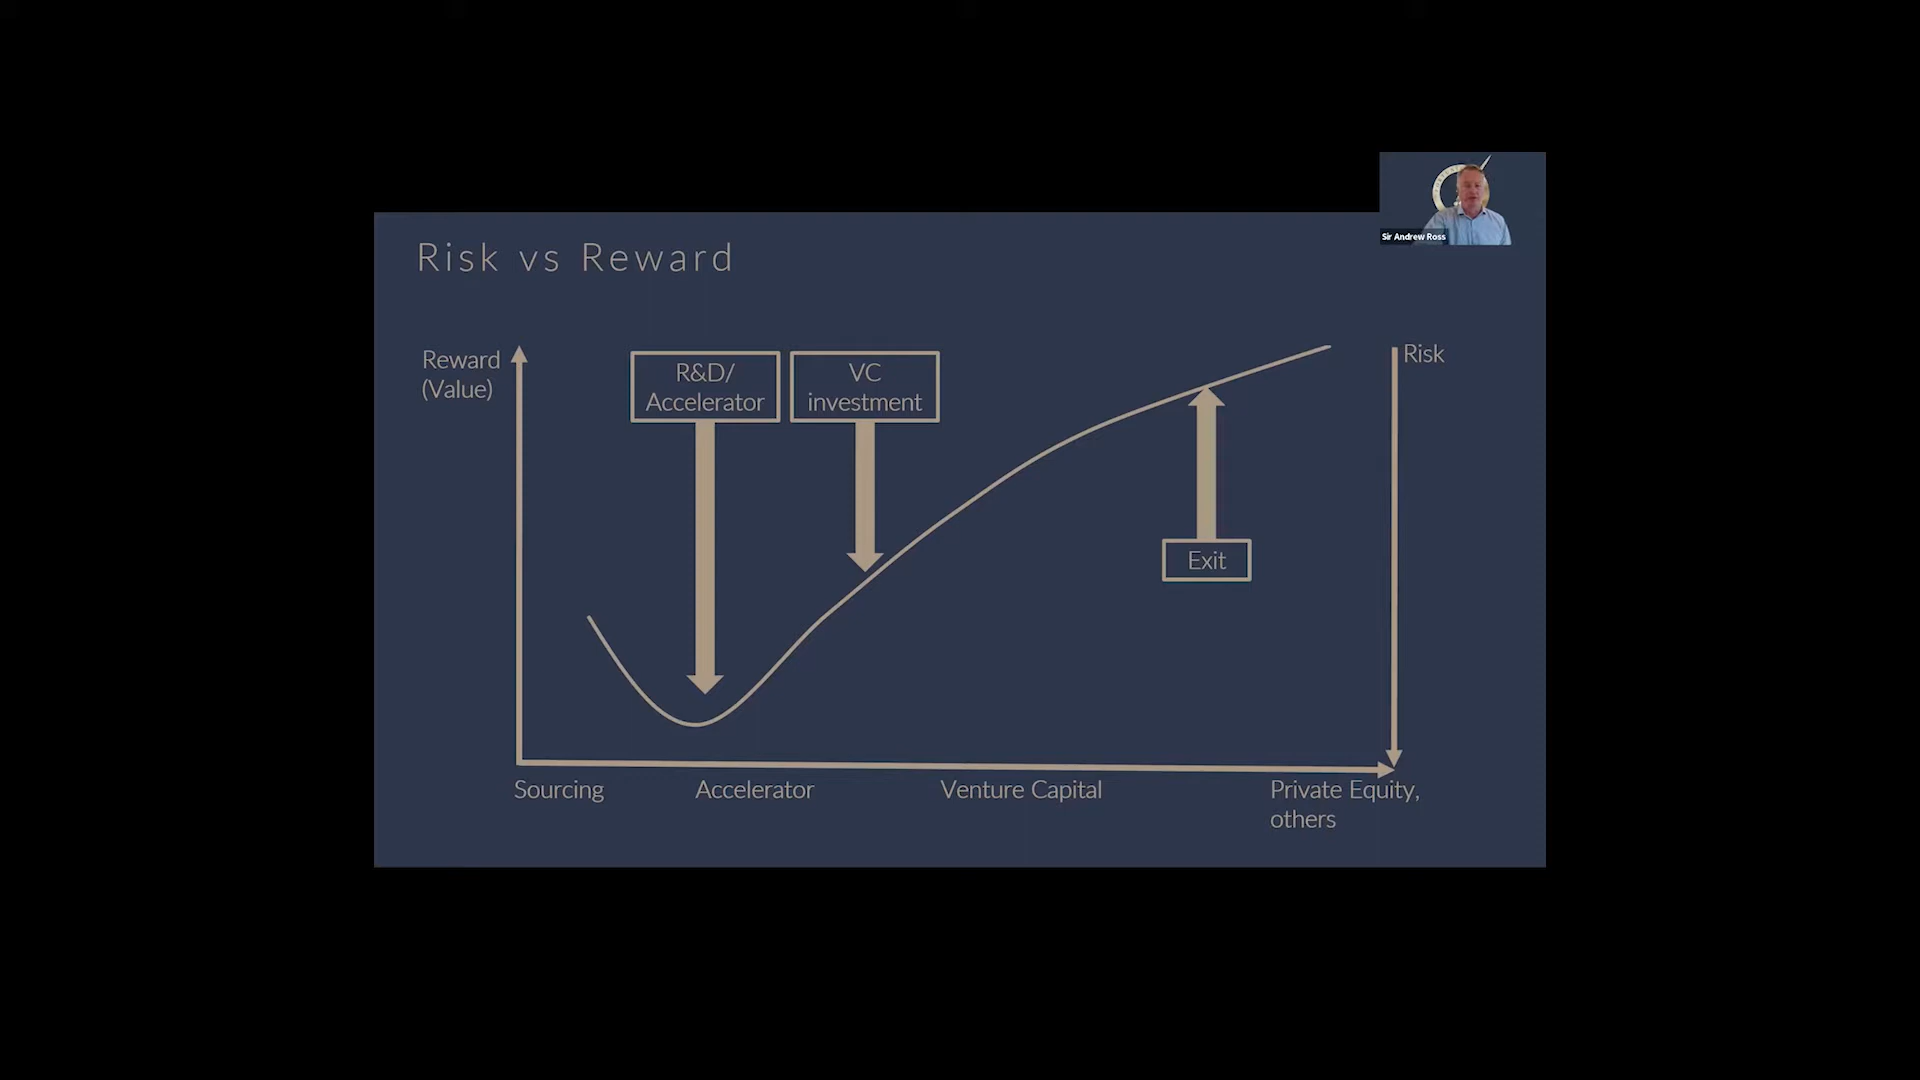 Sir Andrew Ross
Risk vs Reward
Reward
(Value)
R&D/
Accelerator
VC
investment
Risk
Exit
Sourcing
Accelerator
Venture Capital
Private Equity,
others